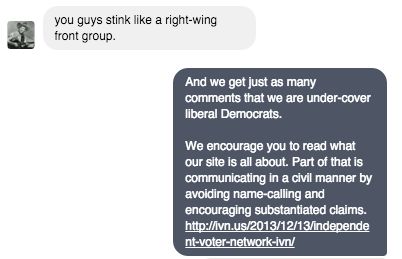 you guys stink like a right-wing
front group.
And we get just as many
comments that we are under-cover
liberal Democrats.
We encourage you to read what
our site is all about. Part of that is
communicating in a civil manner by
avoiding name-calling and
encouraging substantiated claims.
http://ivn.us/2013/12/13/independe
nt-voter-network-ivn/